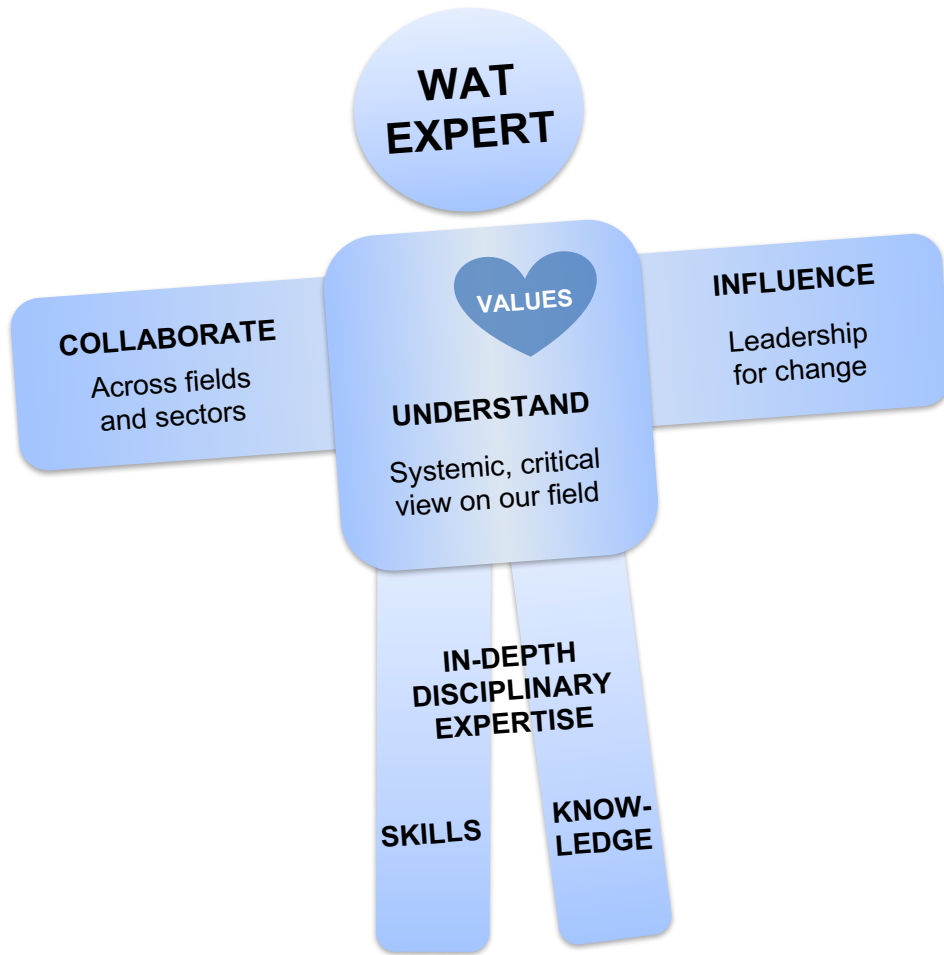 WAT
EXPERT
VALUES
INFLUENCE
Leadership
for change
COLLABORATE
Across fields
and sectors
UNDERSTAND
Systemic, critical
view on our field
IN-DEPTH
DISCIPLINARY
EXPERTISE
SKILLS
KNOW-
LEDGE